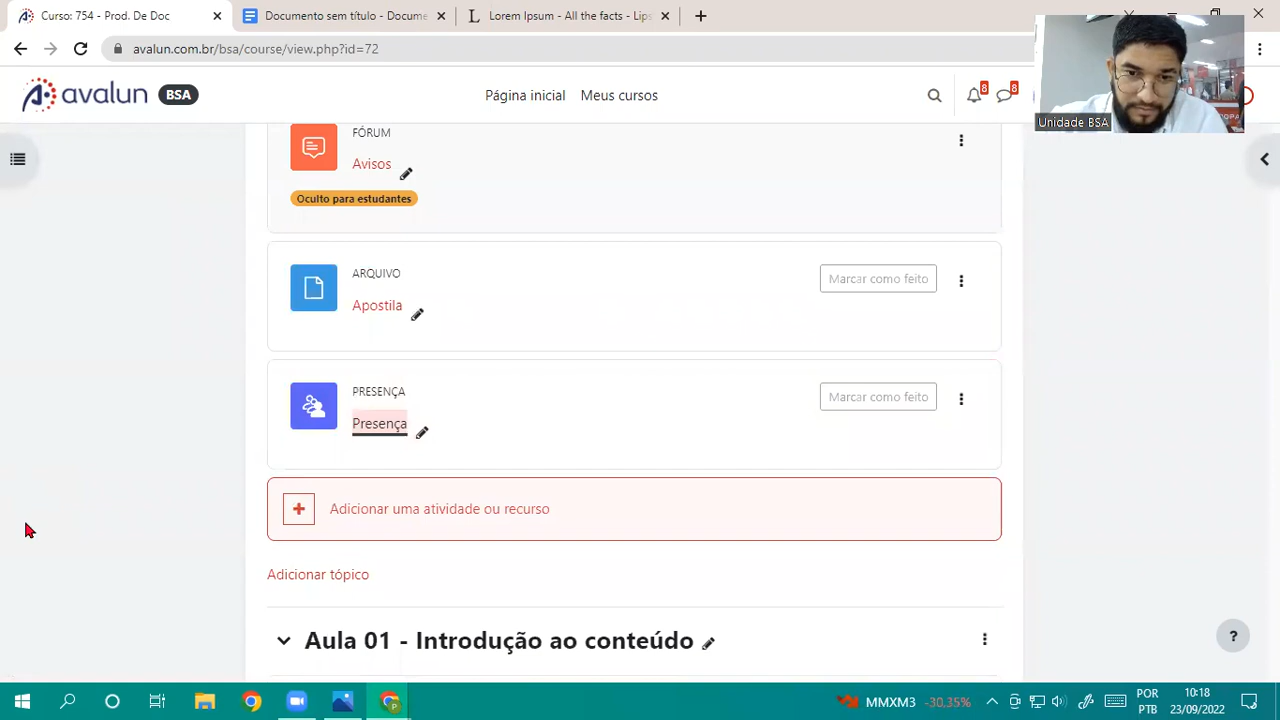 Curso: 754 - Prod. De Doc
Documento sem título - Docume
Lorem Ipsum - All the facts - Lips
avalun.com.br/bsa/course/view.php?id=72
avalun BSA
Página inicial
Meus cursos
8
8
Unidade BSA
FÓRUM
Avisos
Oculto para estudantes
ARQUIVO
Apostila
Marcar como feito
PRESENÇA
Presença
Marcar como feito
Adicionar uma atividade ou recurso
Adicionar tópico
Aula 01 - Introdução ao conteúdo
?
MMXM3 -30,35%
POR
PTB
10:18
23/09/2022